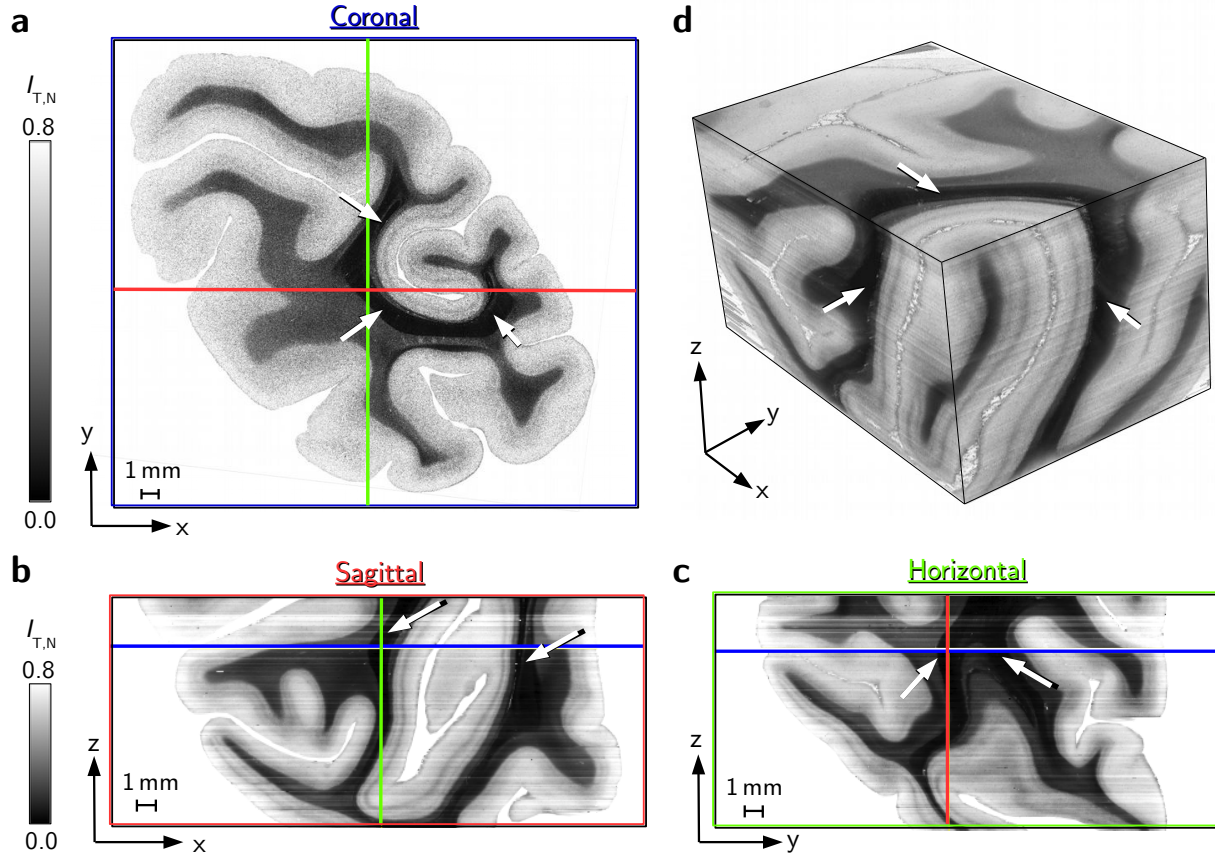 a
Coronal
I T,N
0.8
0.0
y
x
1 mm
d
z
y
x
b
Sagittal
I T,N
0.8
0.0
z
x
1 mm
c
Horizontal
z
y
1 mm